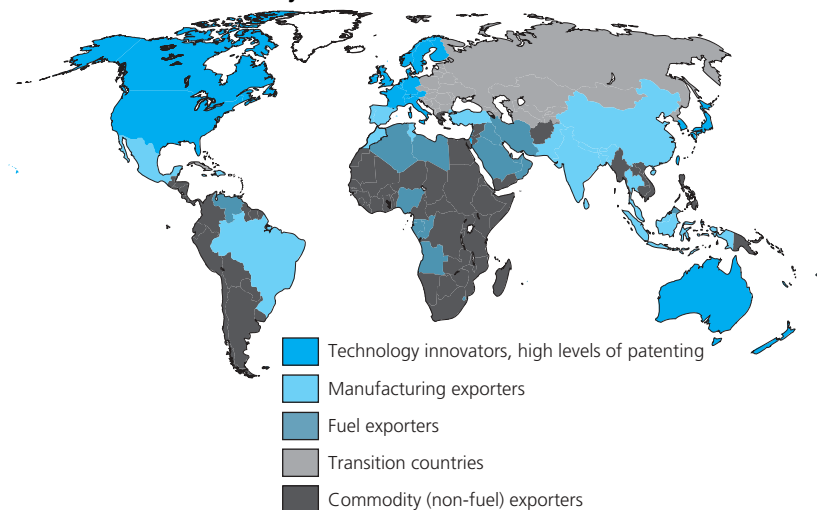 Technology innovators, high levels of patenting
Manufacturing exporters
Fuel exporters
Transition countries
Commodity (non-fuel) exporters